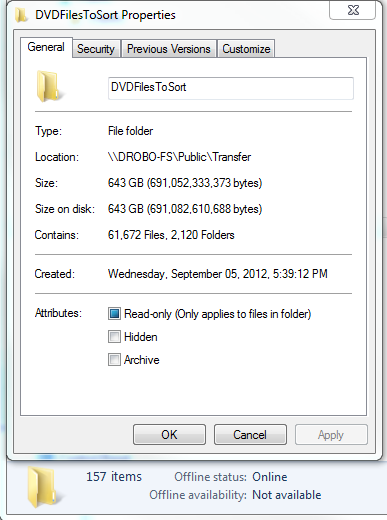 DVDFilesToSort Properties
General Security Previous Versions Customize
DVDFilesToSort
Type: File folder
Location: \\DROBO-FS\Public\Transfer
Size: 643 GB (691,052,333,373 bytes)
Size on disk: 643 GB (691,082,610,688 bytes)
Contains: 61,672 Files, 2,120 Folders
Created: Wednesday, September 05, 2012, 5:39:12 PM
Attributes: Read-only (Only applies to files in folder)
Hidden
Archive
OK Cancel Apply
157 items Offline status: Online
Offline availability: Not available